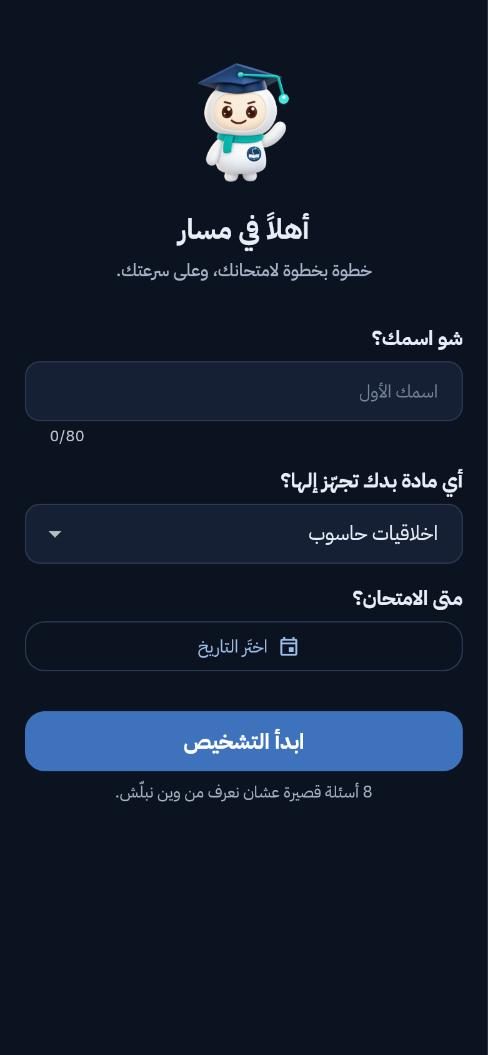 أهلاً في مسار
خطوة بخطوة لامتحانك، وعلى سرعتك.
شو اسمك؟
اسمك الأول
0/80
أي مادة بدك تجهّز إلها؟
اخلاقيات حاسوب
متى الامتحان؟
اختَر التاريخ
ابدأ التشخيص
8 أسئلة قصيرة عشان نعرف من وين نبلّش.